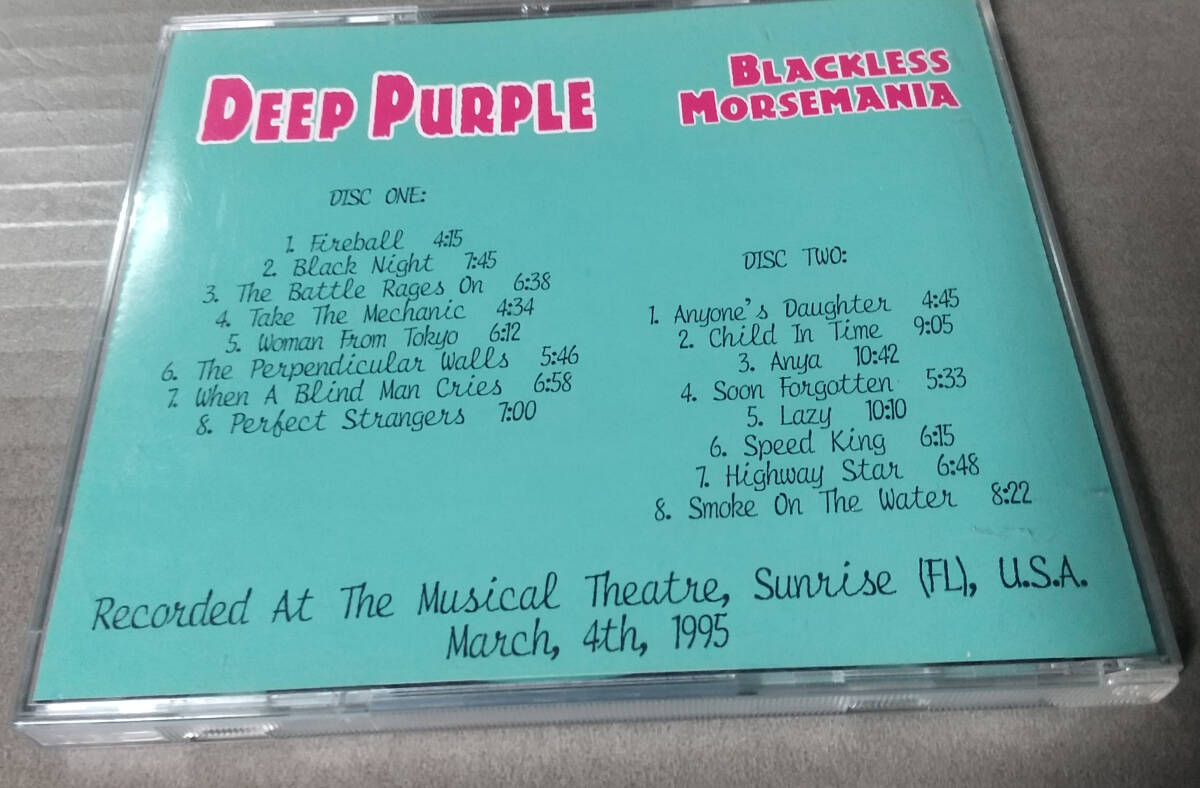 DEEP PURPLE
BLACKLESS
MORSEMANIA
DISC ONE:
1. Fireball 4:15
2. Black Night 7:45
3. The Battle Rages On 6:38
4. Take The Mechanic 4:34
5. Woman From Tokyo 6:12
6. The Perpendicular Walls 5:46
7. When A Blind Man Cries 6:58
8. Perfect Strangers 7:00
DISC TWO:
1. Anyone's Daughter 4:45
2. Child In Time 9:05
3. Anya 10:42
4. Soon Forgotten 5:33
5. Lazy 10:10
6. Speed King 6:15
7. Highway Star 6:48
8. Smoke On The Water 8:22
Recorded At The Musical Theatre, Sunrise (FL), U.S.A.
March, 4th, 1995